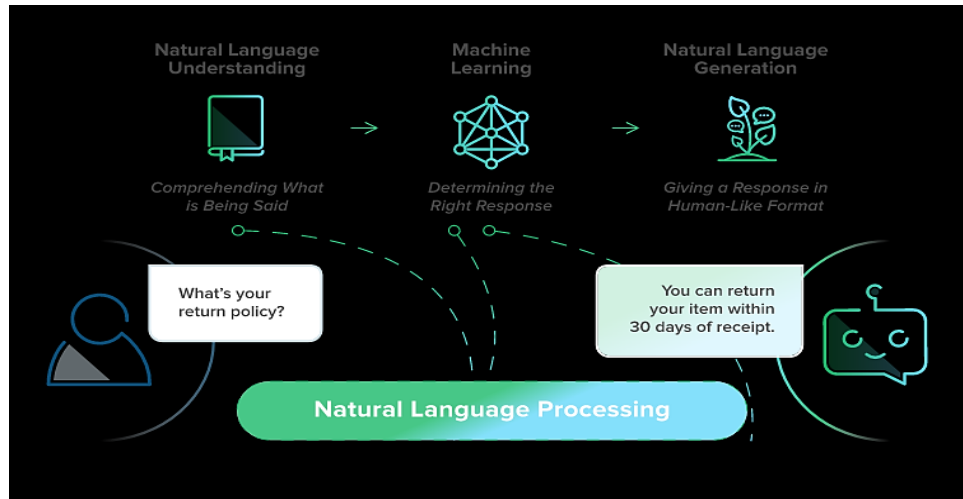 Natural Language
Understanding
Machine
Learning
Natural Language
Generation
Comprehending What
is Being Said
Determining the
Right Response
Giving a Response in
Human-Like Format
What's your
return policy?
You can return
your item within
30 days of receipt.
Natural Language Processing